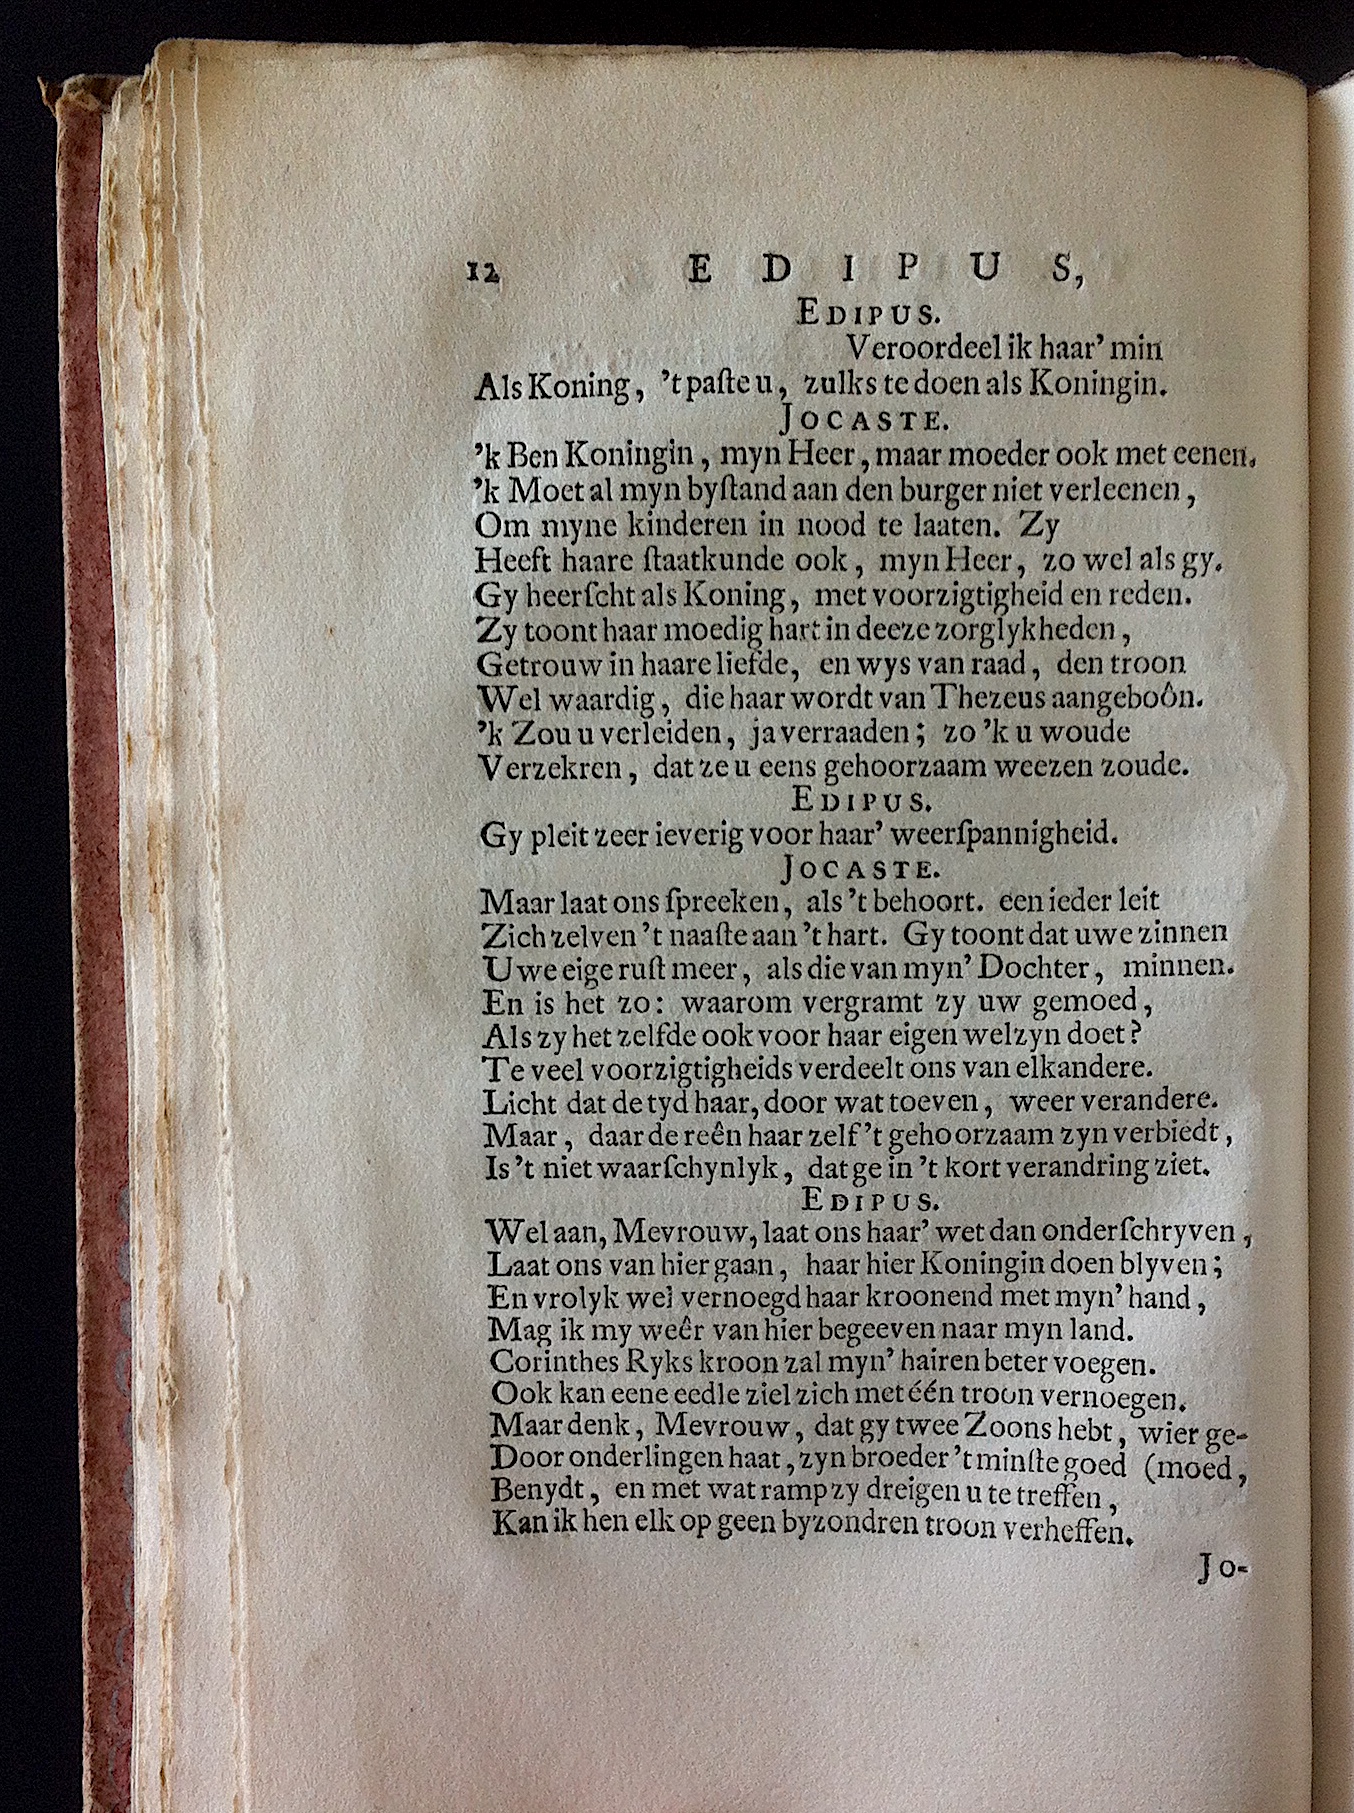 12 E D I P U S,
EDIPUS.
Veroordeel ik haar' min
Als Koning, 't paſte u, zulks te doen als Koningin.
JOCASTE.
'k Ben Koningin, myn Heer, maar moeder ook met eenen.
'k Moet al myn byſtand aan den burger niet verleenen,
Om myne kinderen in nood te laaten. Zy
Heeft haare ſtaatkunde ook, myn Heer, zo wel als gy.
Gy heerſcht als Koning, met voorzigtigheid en reden.
Zy toont haar moedig hart in deeze zorglykheden,
Getrouw in haare liefde, en wys van raad, den troon
Wel waardig, die haar wordt van Thezeus aangeboôn.
'k Zou u verleiden, ja verraaden; zo 'k u woude
Verzekren, dat ze u eens gehoorzaam weezen zoude.
EDIPUS.
Gy pleit zeer ieverig voor haar' weerſpannigheid.
JOCASTE.
Maar laat ons ſpreeken, als 't behoort. een ieder leit
Zich zelven 't naaſte aan 't hart. Gy toont dat uwe zinnen
Uwe eige ruſt meer, als die van myn' Dochter, minnen.
En is het zo: waarom vergramt zy uw gemoed,
Als zy het zelfde ook voor haar eigen welzyn doet?
Te veel voorzigtigheids verdeelt ons van elkandere.
Licht dat de tyd haar, door wat toeven, weer verandere.
Maar, daar de reên haar zelf 't gehoorzaam zyn verbiedt,
Is 't niet waarſchynlyk, dat ge in 't kort verandring ziet.
EDIPUS.
Wel aan, Mevrouw, laat ons haar' wet dan onderſchryven,
Laat ons van hier gaan, haar hier Koningin doen blyven;
En vrolyk wel vernoegd haar kroonend met myn' hand,
Mag ik my weêr van hier begeeven naar myn land.
Corinthes Ryks kroon zal myn' hairen beter voegen.
Ook kan eene eedle ziel zich met één troon vernoegen.
Maar denk, Mevrouw, dat gy twee Zoons hebt, wier ge-
Door onderlingen haat, zyn broeder 't minſte goed (moed,
Benydt, en met wat ramp zy dreigen u te treffen,
Kan ik hen elk op geen byzondren troon verheffen.
Jo-